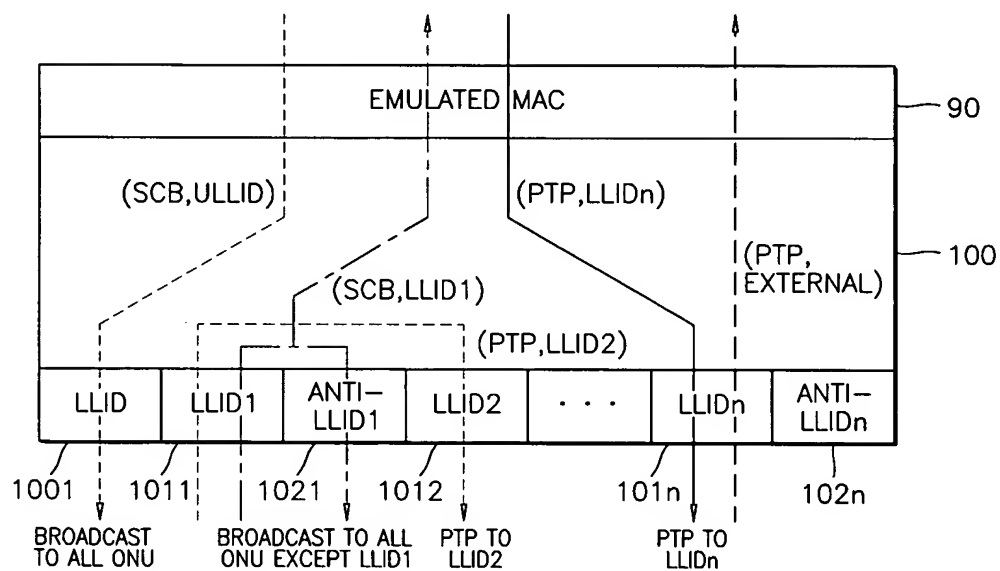 EMULATED MAC
90
(SCB,ULLID)
(PTP,LLIDn)
(PTP,
EXTERNAL)
100
(SCB,LLID1)
(PTP,LLID2)
LLID
LLID1
ANTI-
LLID1
LLID2
. . .
LLIDn
ANTI-
LLIDn
1001
1011
1021
1012
101n
102n
BROADCAST
TO ALL ONU
BROADCAST TO ALL
ONU EXCEPT LLID1
PTP TO
LLID2
PTP TO
LLIDn